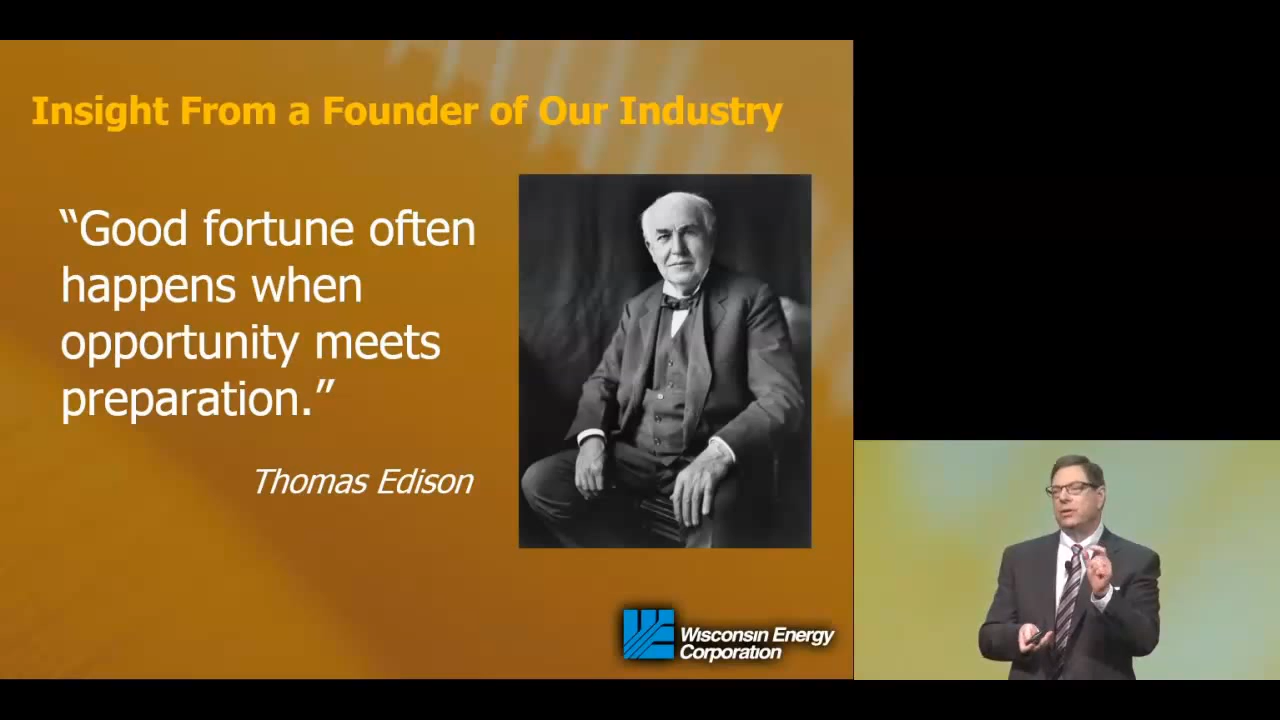 Insight From a Founder of Our Industry
“Good fortune often
happens when
opportunity meets
preparation.”
Thomas Edison
Wisconsin Energy
Corporation